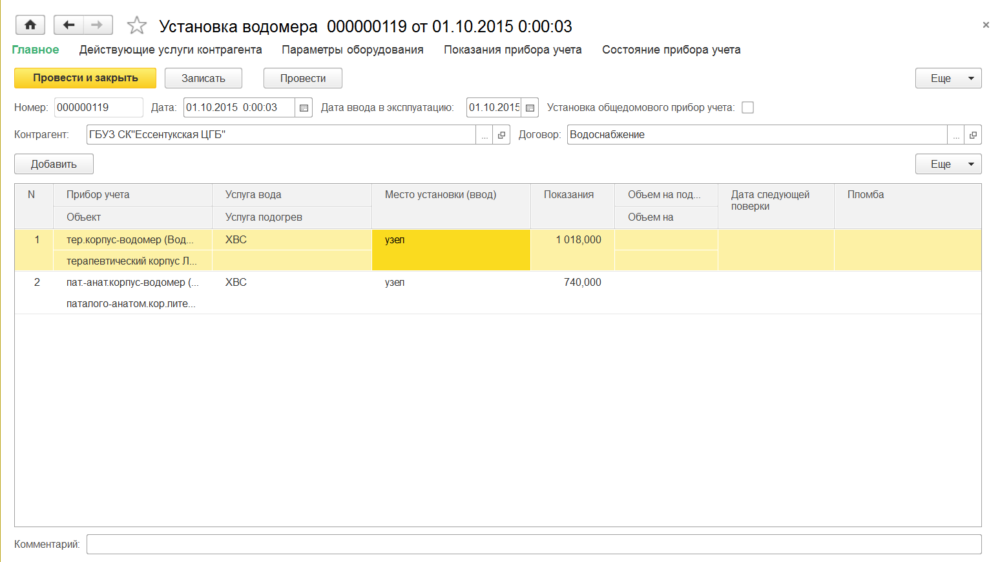 Установка водомера 000000119 от 01.10.2015 0:00:03
Главное Действующие услуги контрагента Параметры оборудования Показания прибора учета Состояние прибора учета
Провести и закрыть Записать Провести Еще
Номер: 000000119 Дата: 01.10.2015 0:00:03 Дата ввода в эксплуатацию: 01.10.2015 Установка общедомового прибор учета:
Контрагент: ГБУЗ СК"Ессентукская ЦГБ" ... Договор: Водоснабжение ...
Добавить Еще
N Прибор учета Услуга вода Место установки (ввод) Показания Объем на под... Дата следующей поверки Пломба
Объект Услуга подогрев Объем на
1 тер.корпус-водомер (Вод... ХВС узел 1 018,000
терапевтический корпус Л...
2 пат.-анат.корпус-водомер (... ХВС узел 740,000
паталого-анатом.кор.лите...
Комментарий: